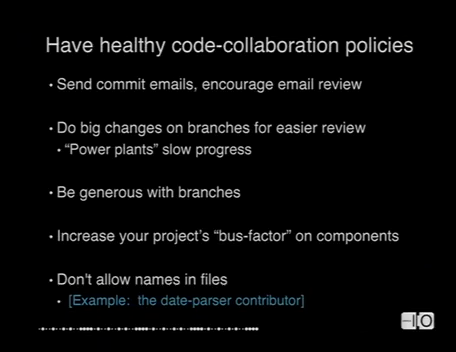 Have healthy code-collaboration policies
• Send commit emails, encourage email review
• Do big changes on branches for easier review
• “Power plants” slow progress
• Be generous with branches
• Increase your project's “bus-factor” on components
• Don't allow names in files
• [Example: the date-parser contributor]
IO